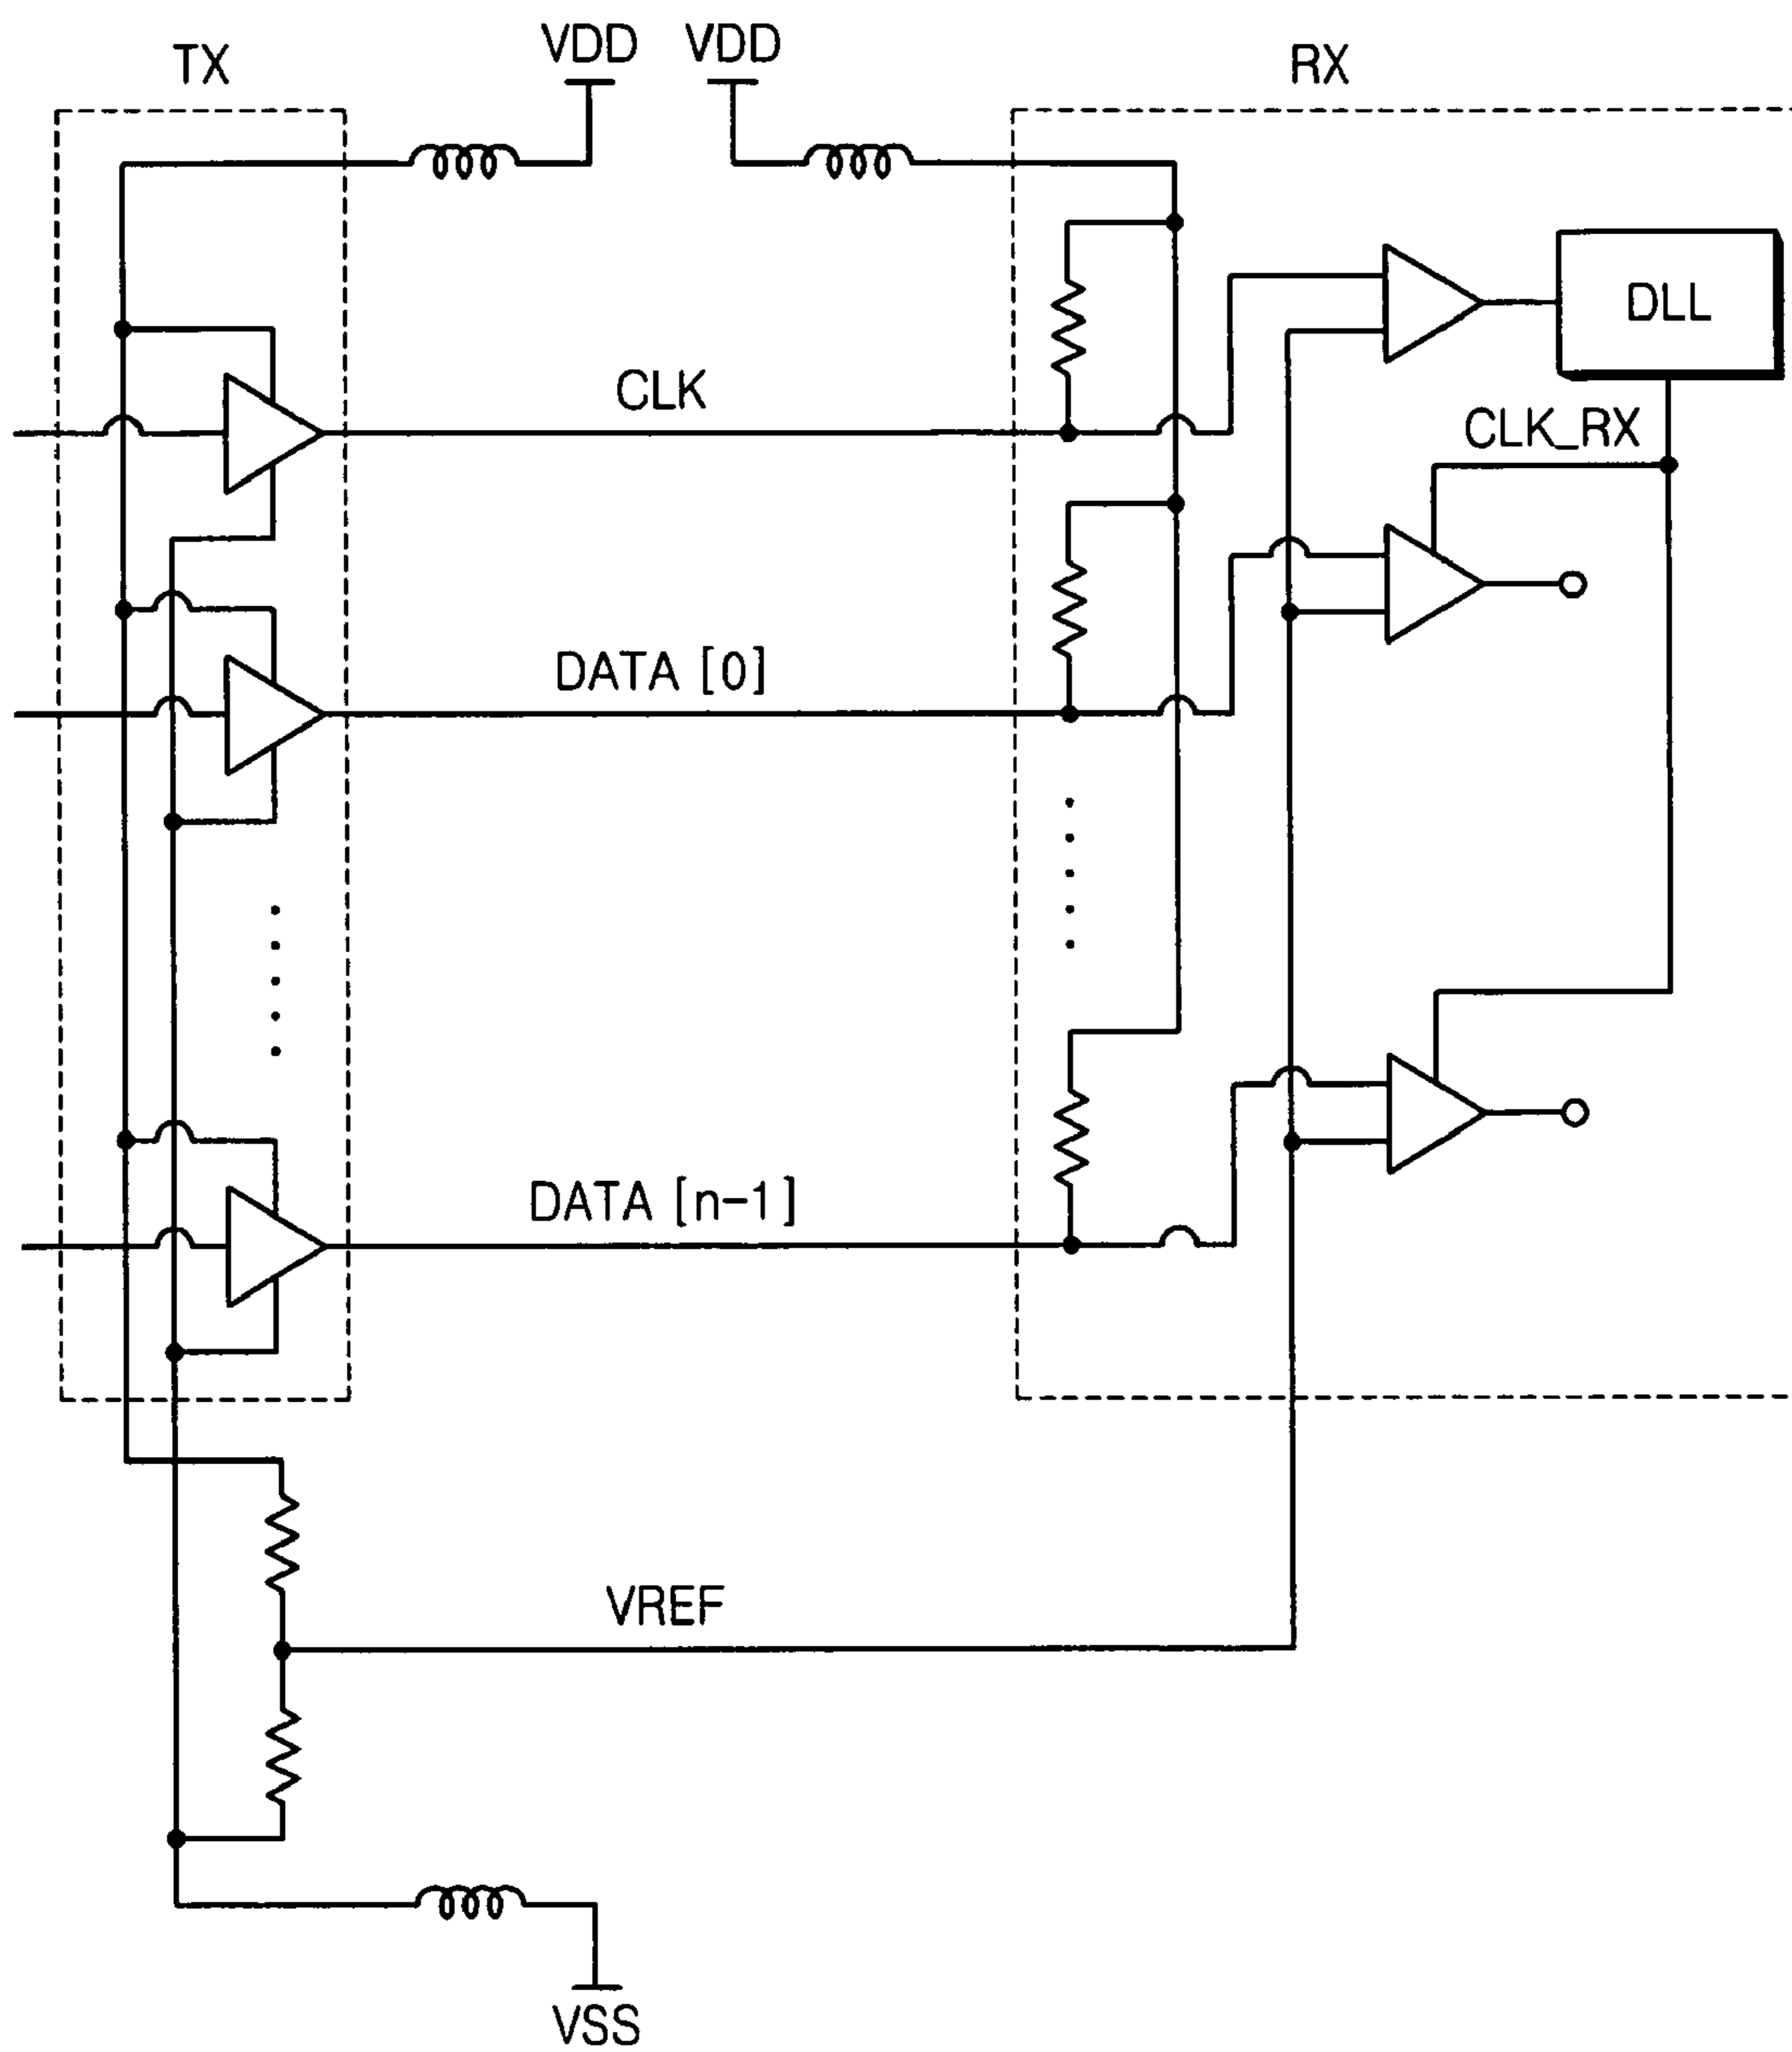 TX
VDD
VDD
RX
DLL
CLK
CLK_RX
DATA [0]
DATA [n-1]
VREF
VSS